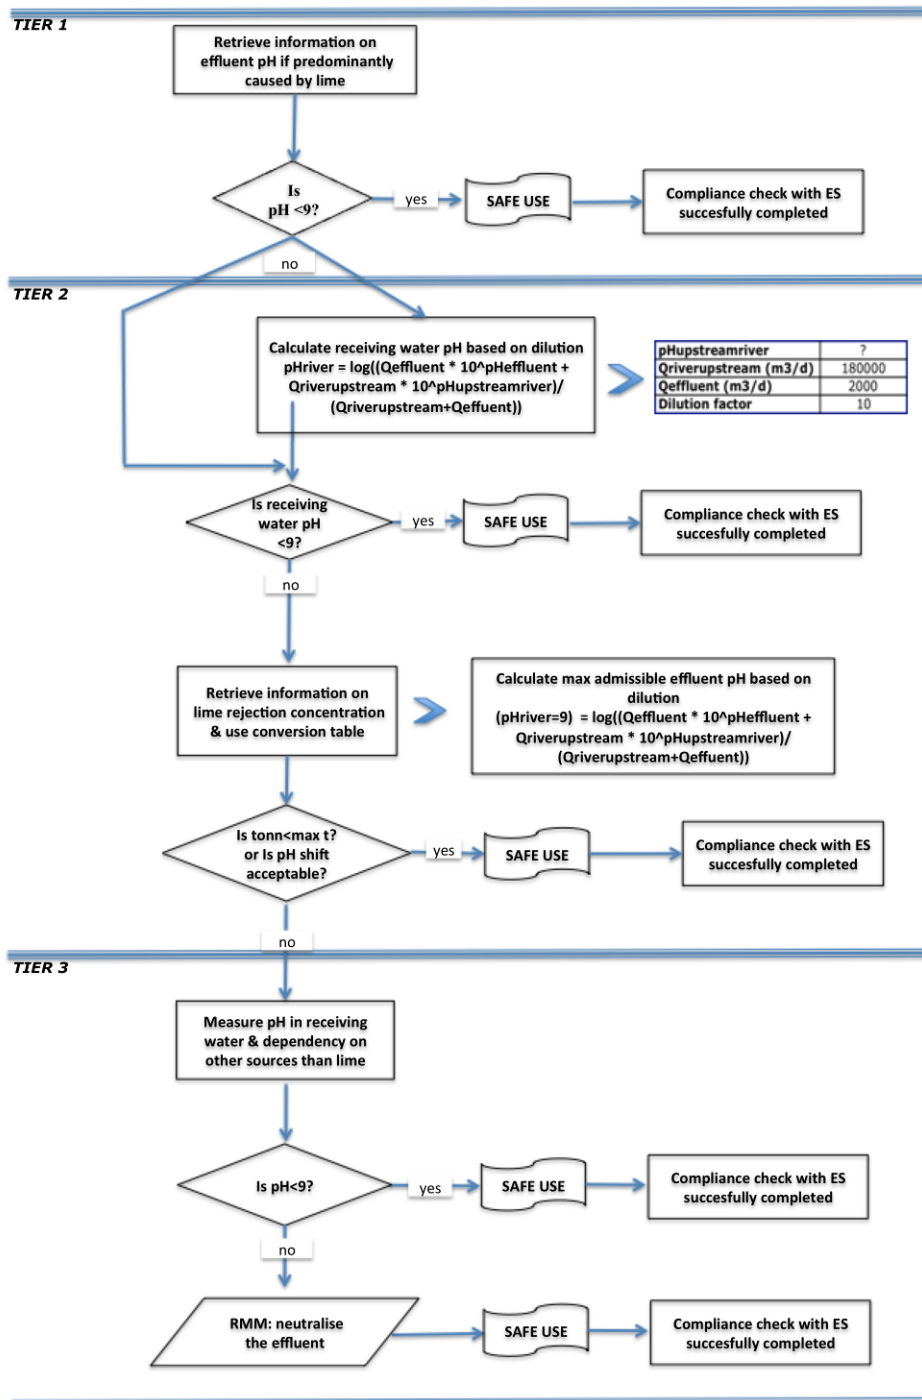 TIER 1
Retrieve information on
effluent pH if predominantly
caused by lime
Is
pH <9?
yes
SAFE USE
Compliance check with ES
succesfully completed
no
TIER 2
Calculate receiving water pH based on dilution
pHriver = log((Qeffluent * 10^pHeffluent +
Qriverupstream * 10^pHupstreamriver)/
(Qriverupstream+Qeffuent))
pHupstreamriver ?
Qriverupstream (m3/d) 180000
Qeffluent (m3/d) 2000
Dilution factor 10
Is receiving
water pH
<9?
yes
SAFE USE
Compliance check with ES
succesfully completed
no
Retrieve information on
lime rejection concentration
& use conversion table
Calculate max admissible effluent pH based on
dilution
(pHriver=9) = log((Qeffluent * 10^pHeffluent +
Qriverupstream * 10^pHupstreamriver)/
(Qriverupstream+Qeffuent))
Is tonn<max t?
or Is pH shift
acceptable?
yes
SAFE USE
Compliance check with ES
succesfully completed
no
TIER 3
Measure pH in receiving
water & dependency on
other sources than lime
Is pH<9?
yes
SAFE USE
Compliance check with ES
succesfully completed
no
RMM: neutralise
the effluent
SAFE USE
Compliance check with ES
succesfully completed